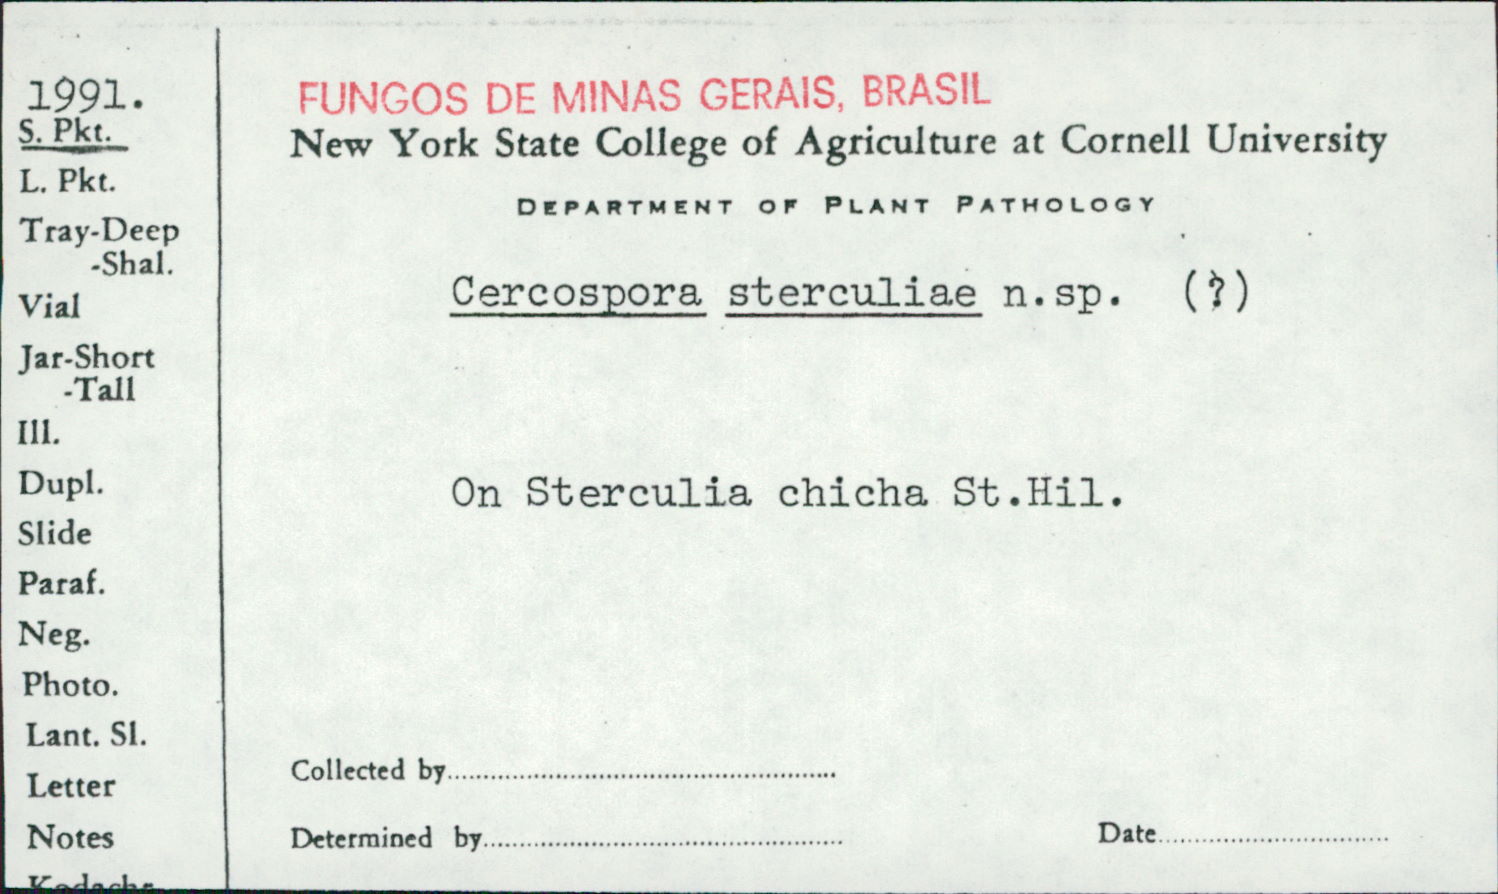 1991.
S. Pkt.
L. Pkt.
Tray-Deep
-Shal.
Vial
Jar-Short
-Tall
Ill.
Dupl.
Slide
Paraf.
Neg.
Photo.
Lant. Sl.
Letter
Notes
FUNGOS DE MINAS GERAIS, BRASIL
New York State College of Agriculture at Cornell University
DEPARTMENT OF PLANT PATHOLOGY
Cercospora sterculiae n.sp. (?)
On Sterculia chicha St.Hil.
Collected by
Determined by
Date